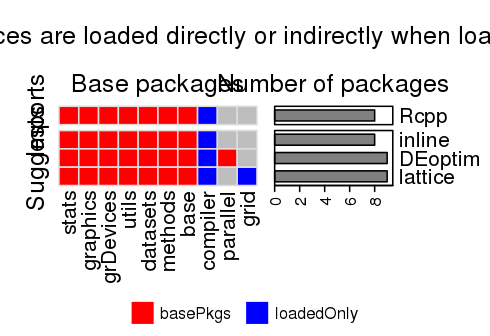 ces are loaded directly or indirectly when loa
Base packages
Number of packages
Imports
Suggests
Rcpp
inline
DEoptim
lattice
stats
graphics
grDevices
utils
datasets
methods
base
compiler
parallel
grid
0 2 4 6 8
basePkgs
loadedOnly